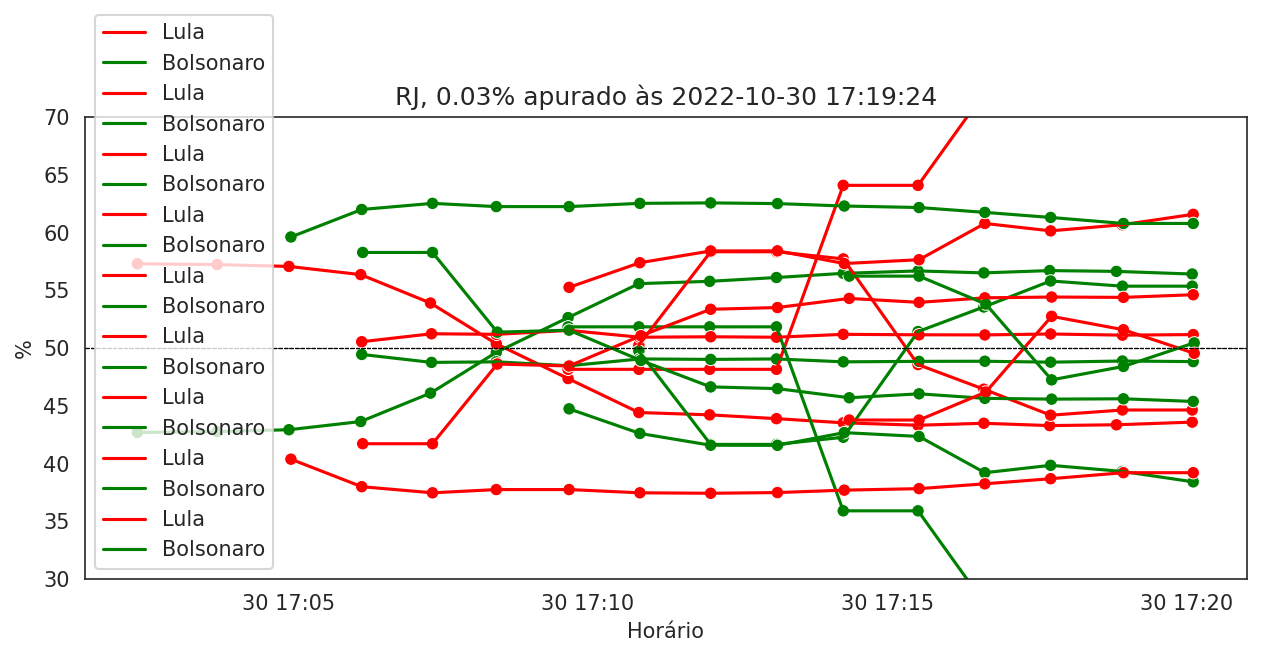 Lula
Bolsonaro
Lula
Bolsonaro
Lula
Bolsonaro
Lula
Bolsonaro
Lula
Bolsonaro
Lula
Bolsonaro
Lula
Bolsonaro
Lula
Bolsonaro
Lula
Bolsonaro
RJ, 0.03% apurado às 2022-10-30 17:19:24
70
65
60
55
50
45
40
35
30
%
30 17:05
30 17:10
30 17:15
30 17:20
Horário